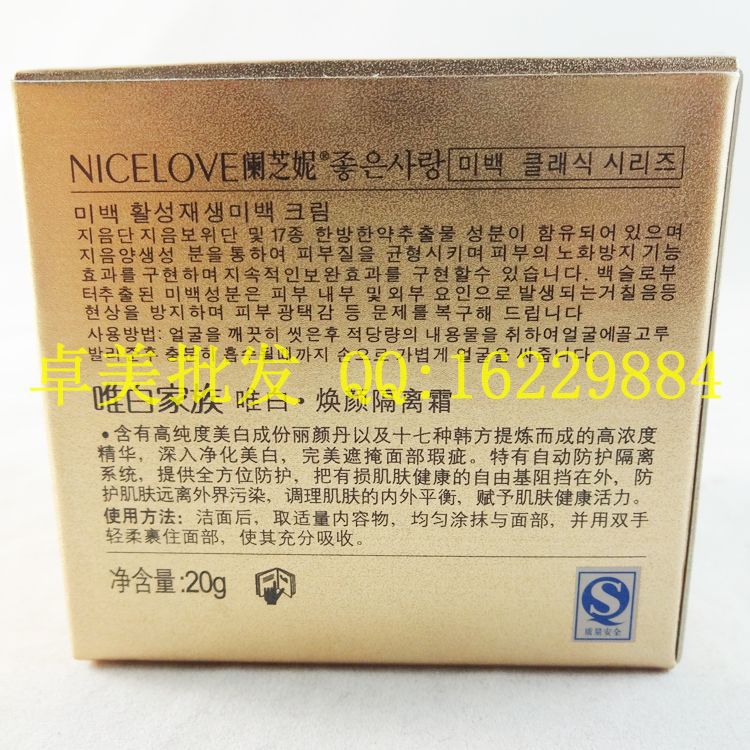 NICELOVE阑芝妮®좋은사랑 미백 클래식 시리즈
미백 활성재생미백 크림
지음단지음보위단 및 17종 한방한약추출물 성분이 함유되어 있으며
지음양생성 분을 통하여 피부질을 균형시키며 피부의 노화방지기능
효과를 구현하며 지속적인보완효과를 구현할수 있습니다. 백술로부
터추출된 미백성분은 피부 내부 및외부 요인으로 발생되는거칠음등
현상을 방지하며 피부 광택감 등 문제를 복구해 드립니다
사용방법: 얼굴을 깨끗히 씻은후 적당량의 내용물을 취하여얼굴에골고루
卓美批发 QQ:16229884
唯白家族 唯白·焕颜隔离霜
·含有高纯度美白成份丽颜丹以及十七种韩方提炼而成的高浓度
精华，深入净化美白，完美遮掩面部瑕疵。特有自动防护隔离
系统，提供全方位防护，把有损肌肤健康的自由基阻挡在外，防
护肌肤远离外界污染，调理肌肤的内外平衡，赋予肌肤健康活力。
使用方法：洁面后，取适量内容物，均匀涂抹与面部，并用双手
轻柔裹住面部，使其充分吸收。
净含量:20g
QS
质量安全